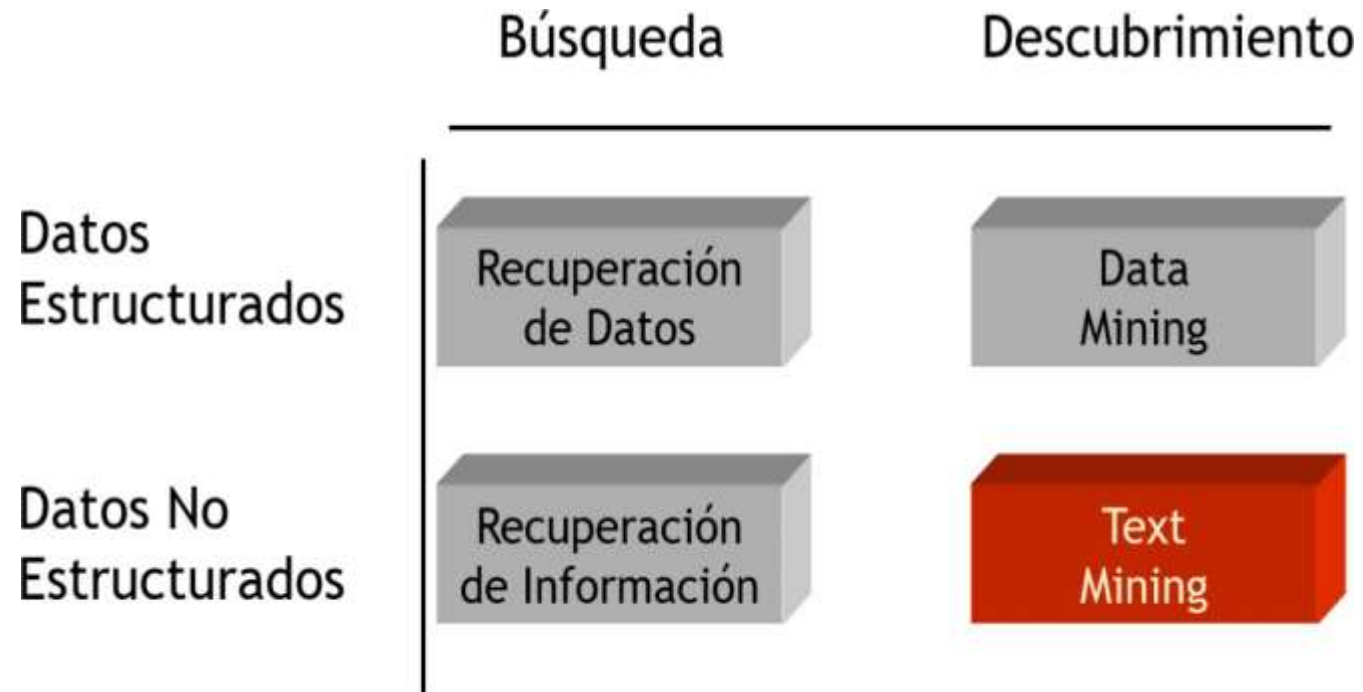 Búsqueda
Descubrimiento
Datos
Estructurados
Recuperación
de Datos
Data
Mining
Datos No
Estructurados
Recuperación
de Información
Text
Mining